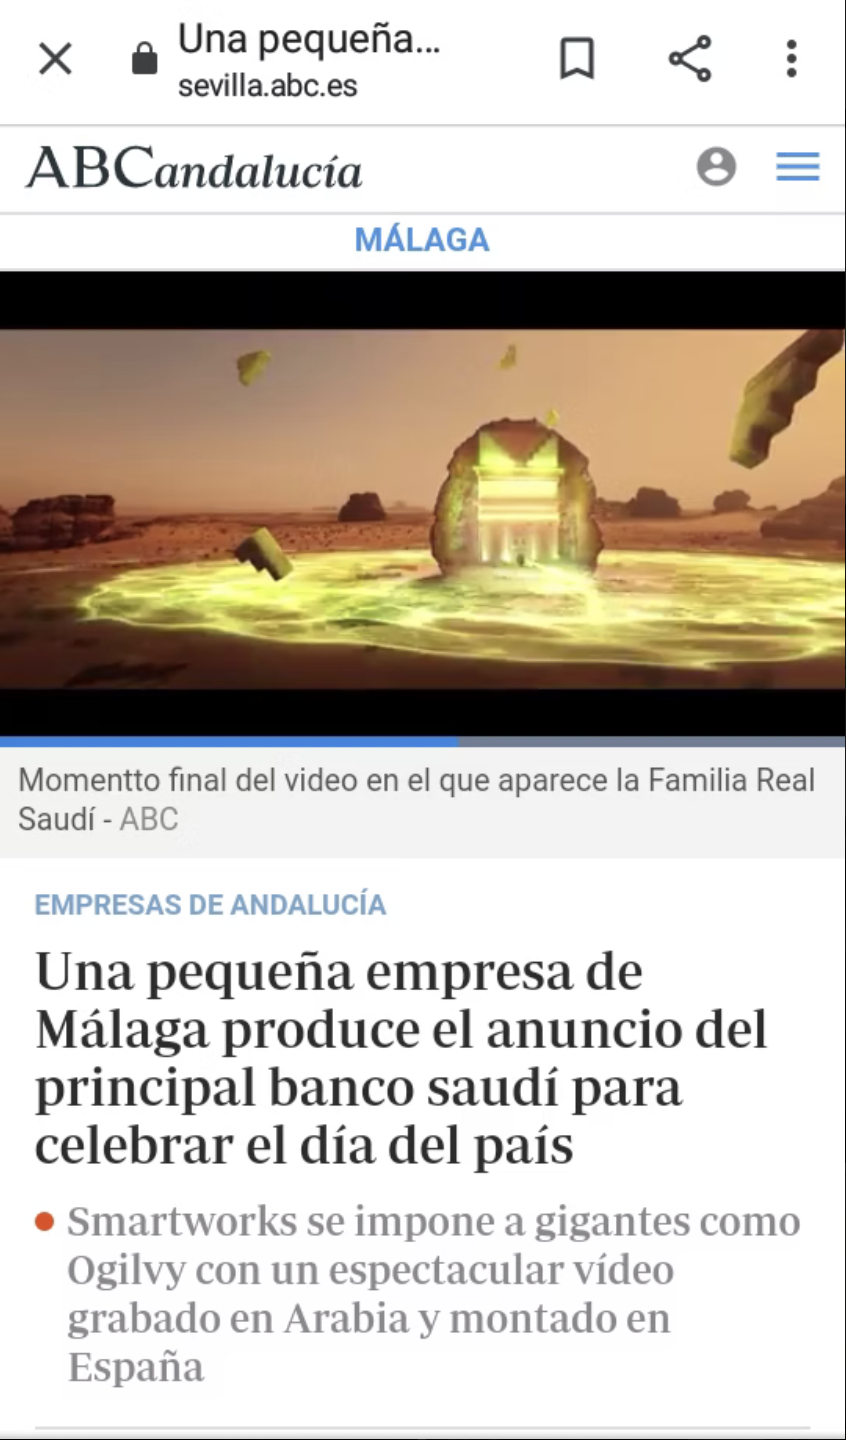 Una pequeña...
sevilla.abc.es
ABCandalucía
MÁLAGA
Momentto final del video en el que aparece la Familia Real
Saudí - ABC
EMPRESAS DE ANDALUCÍA
Una pequeña empresa de
Málaga produce el anuncio del
principal banco saudí para
celebrar el día del país
Smartworks se impone a gigantes como
Ogilvy con un espectacular vídeo
grabado en Arabia y montado en
España